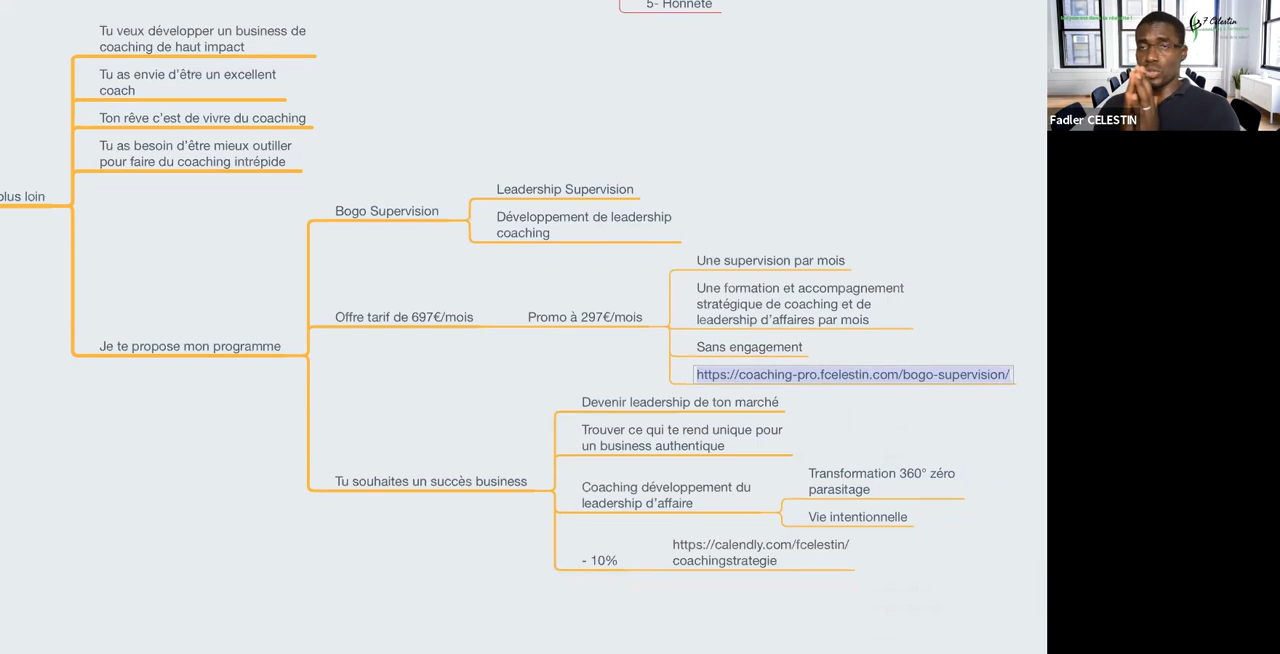 5- Honnêté
Tu veux développer un business de
coaching de haut impact
Tu as envie d'être un excellent
coach
Ton rêve c'est de vivre du coaching
Tu as besoin d'être mieux outiller
pour faire du coaching intrépide
plus loin
Je te propose mon programme
Bogo Supervision
Leadership Supervision
Développement de leadership
coaching
Offre tarif de 697€/mois
Promo à 297€/mois
Une supervision par mois
Une formation et accompagnement
stratégique de coaching et de
leadership d'affaires par mois
Sans engagement
https://coaching-pro.fcelestin.com/bogo-supervision/
Tu souhaites un succès business
Devenir leadership de ton marché
Trouver ce qui te rend unique pour
un business authentique
Coaching développement du
leadership d'affaire
Transformation 360° zéro
parasitage
Vie intentionnelle
- 10%
https://calendly.com/fcelestin/
coachingstrategie
Celestin
Fadler CELESTIN